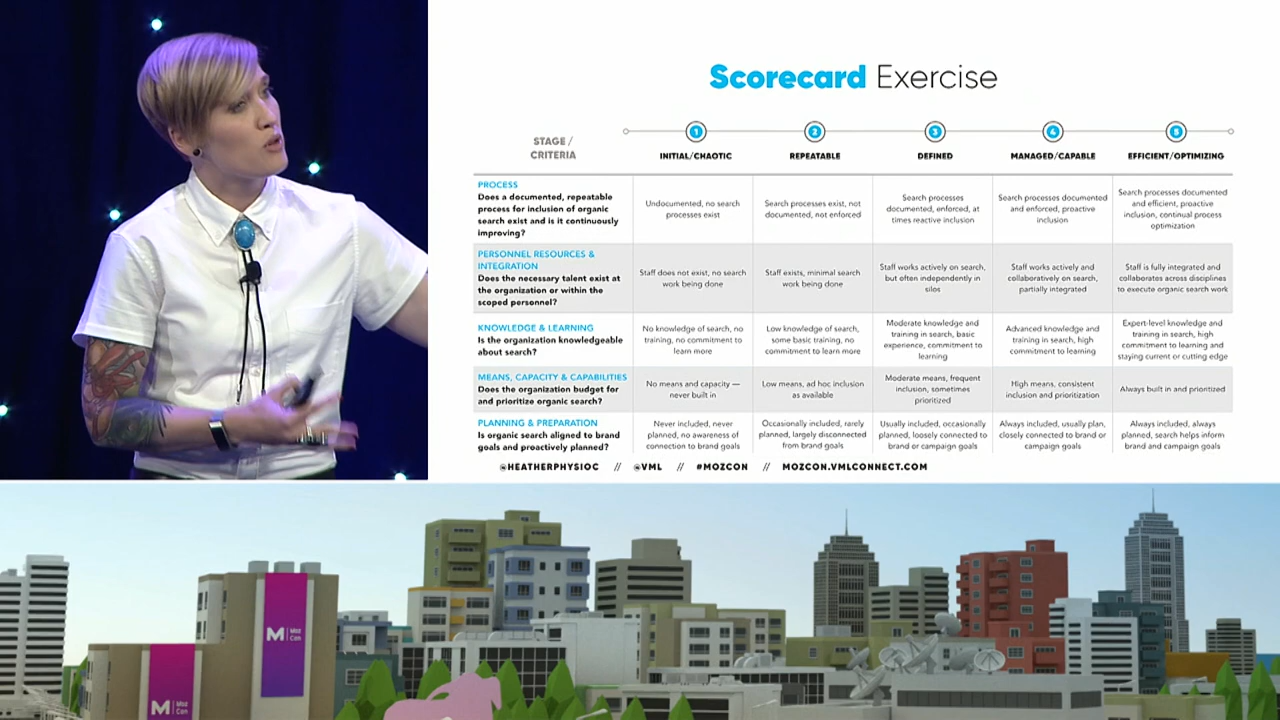 Scorecard Exercise
STAGE /
CRITERIA
1
2
3
4
5
INITIAL/CHAOTIC
REPEATABLE
DEFINED
MANAGED/CAPABLE
EFFICIENT/OPTIMIZING
PROCESS
Does a documented, repeatable
process for inclusion of organic
search exist and is it continuously
improving?
Undocumented, no search
processes exist
Search processes exist, not
documented, not enforced
Search processes
documented, enforced, at
times reactive inclusion
Search processes documented
and enforced, proactive
inclusion
Search processes documented
and efficient, proactive
inclusion, continual process
optimization
PERSONNEL RESOURCES &
INTEGRATION
Does the necessary talent exist at
the organization or within the
scoped personnel?
Staff does not exist, no search
work being done
Staff exists, minimal search
work being done
Staff works actively on search,
but often independently in
silos
Staff works actively and
collaboratively on search,
partially integrated
Staff is fully integrated and
collaborates across disciplines
to execute organic search work
KNOWLEDGE & LEARNING
Is the organization knowledgeable
about search?
No knowledge of search, no
training, no commitment to
learn more
Low knowledge of search,
some basic training, no
commitment to learn more
Moderate knowledge and
training in search, basic
experience, commitment to
learning
Advanced knowledge and
training in search, high
commitment to learning
Expert-level knowledge and
training in search, high
commitment to learning and
staying current or cutting edge
MEANS, CAPACITY & CAPABILITIES
Does the organization budget for
and prioritize organic search?
No means and capacity —
never built in
Low means, ad hoc inclusion
as available
Moderate means, frequent
inclusion, sometimes
prioritized
High means, consistent
inclusion and prioritization
Always built in and prioritized
PLANNING & PREPARATION
Is organic search aligned to brand
goals and proactively planned?
Never included, never
planned, no awareness of
connection to brand goals
Occasionally included, rarely
planned, largely disconnected
from brand goals
Usually included, occasionally
planned, loosely connected to
brand or campaign goals
Always included, usually plan,
closely connected to brand or
campaign goals
Always included, always
planned, search helps inform
brand and campaign goals
@HEATHERPHYSIOC // @VML // #MOZCON // MOZCON.VMLCONNECT.COM
M Moz
Con
M Moz
Con